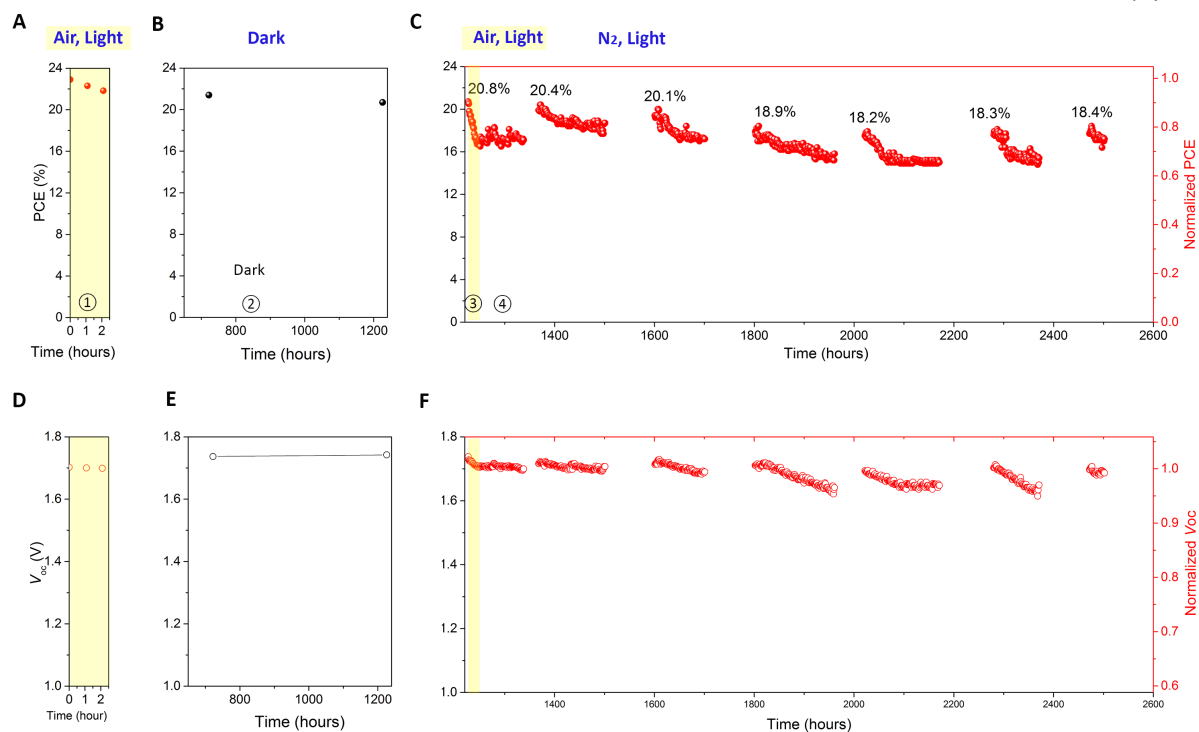 A
Air, Light
B
Dark
C
Air, Light
N2, Light
PCE (%)
24
20
16
12
8
4
0
0 1 2
Time (hours)
①
24
20
16
12
8
4
0
Dark
②
800 1000 1200
Time (hours)
24
20
16
12
8
4
0
20.8%
20.4%
20.1%
18.9%
18.2%
18.3%
18.4%
③ ④
1400 1600 1800 2000 2200 2400 2600
Time (hours)
1.0
0.8
0.6
0.4
0.2
0.0
Normalized PCE
D
E
F
Voc (V)
1.8
1.6
1.4
1.2
1.0
0 1 2
Time (hour)
1.8
1.6
1.4
1.2
1.0
800 1000 1200
Time (hours)
1.8
1.6
1.4
1.2
1.0
1400 1600 1800 2000 2200 2400 2600
Time (hours)
1.0
0.9
0.8
0.7
0.6
Normalized Voc